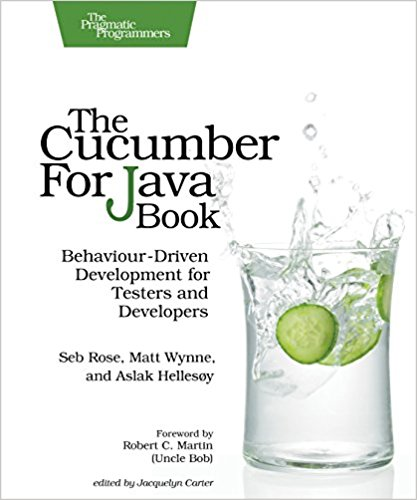 The
Pragmatic
Programmers
The
Cucumber
For Java
Book
Behaviour-Driven
Development for
Testers and
Developers
Seb Rose, Matt Wynne,
and Aslak Hellesøy
Foreword by
Robert C. Martin
(Uncle Bob)
edited by Jacquelyn Carter